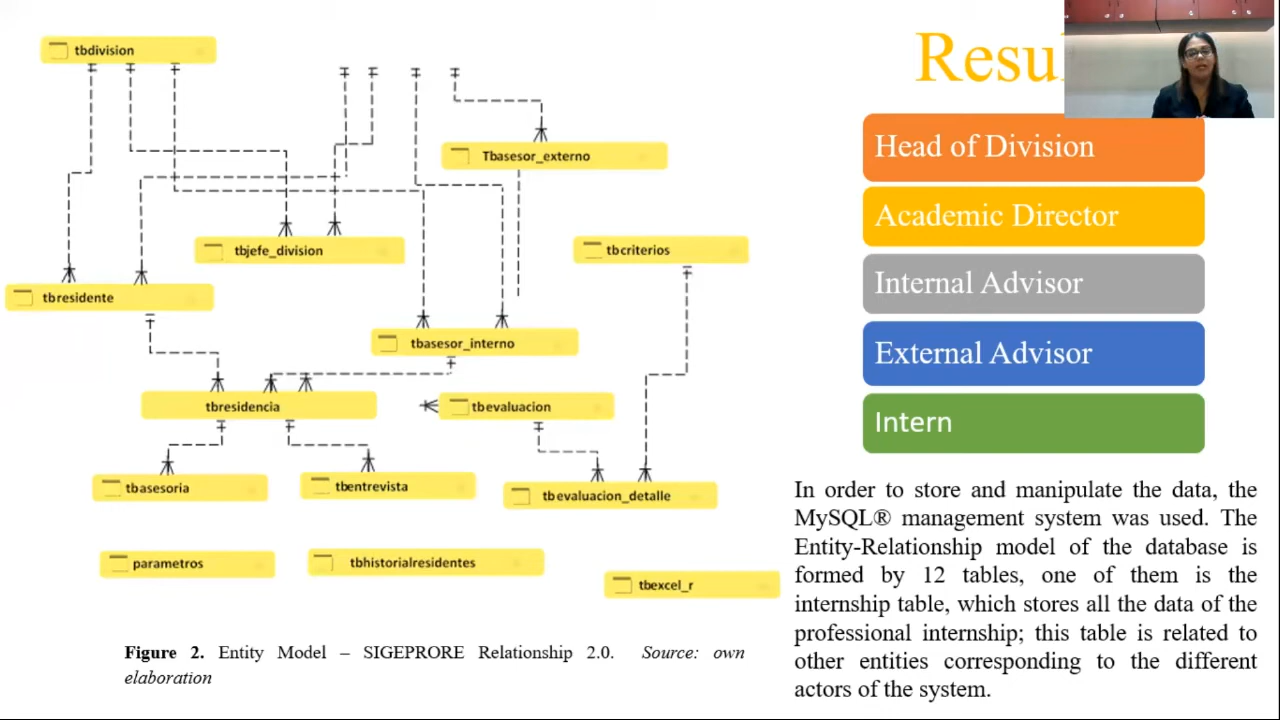 tbdivision
Tbasesor_externo
tbjefe_division
tbcriterios
tbresidente
tbasesor_interno
tbresidencia
tbevaluacion
tbasesoria
tbentrevista
tbevaluacion_detalle
parametros
tbhistorialresidentes
tbexcel_r
Figure 2. Entity Model – SIGEPRORE Relationship 2.0. Source: own
elaboration
Resu
Head of Division
Academic Director
Internal Advisor
External Advisor
Intern
In order to store and manipulate the data, the
MySQL® management system was used. The
Entity-Relationship model of the database is
formed by 12 tables, one of them is the
internship table, which stores all the data of the
professional internship; this table is related to
other entities corresponding to the different
actors of the system.